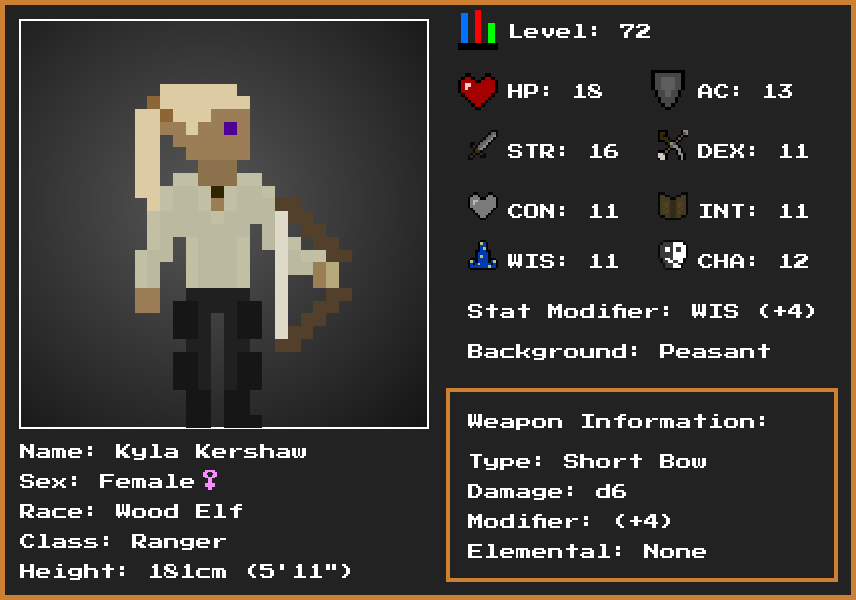 Level: 72
HP: 18 AC: 13
STR: 16 DEX: 11
CON: 11 INT: 11
WIS: 11 CHA: 12
Stat Modifier: WIS (+4)
Background: Peasant
Weapon Information:
Type: Short Bow
Damage: d6
Modifier: (+4)
Elemental: None
Name: Kyla Kershaw
Sex: Female♀
Race: Wood Elf
Class: Ranger
Height: 181cm (5'11")